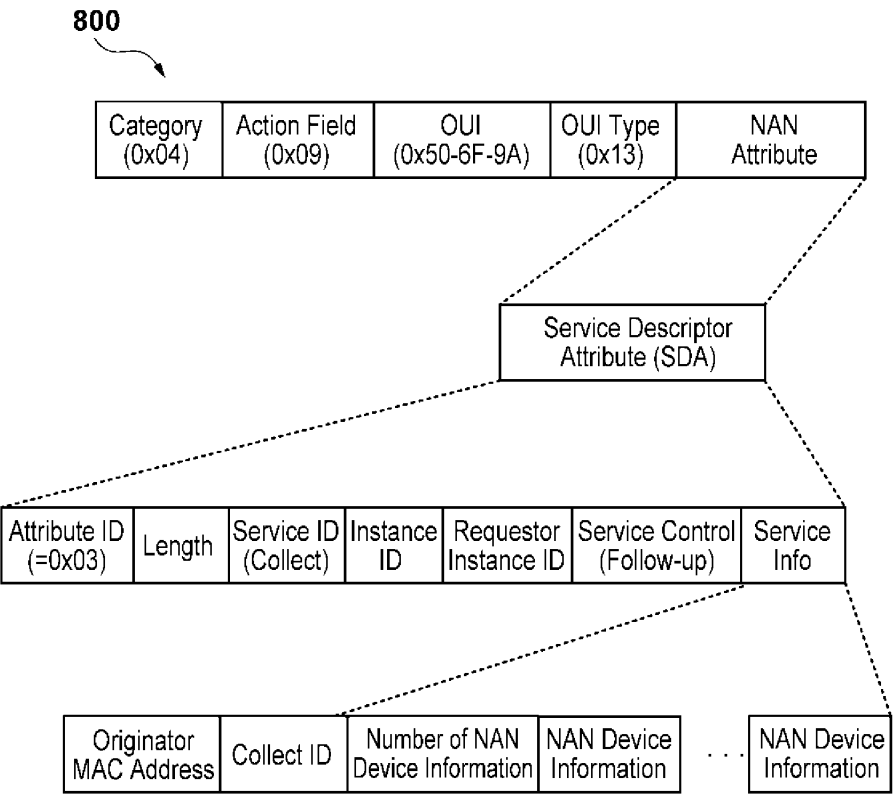 800
Category
(0x04)
Action Field
(0x09)
OUI
(0x50-6F-9A)
OUI Type
(0x13)
NAN
Attribute
Service Descriptor
Attribute (SDA)
Attribute ID
(=0x03)
Length
Service ID
(Collect)
Instance
ID
Requestor
Instance ID
Service Control
(Follow-up)
Service
Info
Originator
MAC Address
Collect ID
Number of NAN
Device Information
NAN Device
Information
. . .
NAN Device
Information